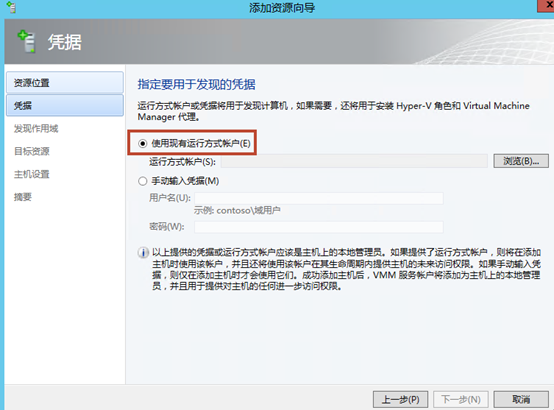 添加资源向导
凭据
资源位置
凭据
发现作用域
目标资源
主机设置
摘要
指定要用于发现的凭据
运行方式帐户或凭据将用于发现计算机，如果需要，还将用于安装 Hyper-V 角色和 Virtual Machine
Manager 代理。
使用现有运行方式帐户(E)
运行方式帐户(S):
浏览(B)...
手动输入凭据(M)
用户名(U):
示例: contoso\域用户
密码(W):
以上提供的凭据或运行方式帐户应该是主机上的本地管理员。如果提供了运行方式帐户，则将在添加
主机时使用该帐户，并且还将使用该帐户在其生命周期内提供主机的未来访问权限。如果手动输入凭
据，则仅在添加主机时才会使用它们。成功添加主机后，VMM 服务帐户将添加为主机上的本地管理
员，并且用于提供对主机的任何进一步访问权限。
上一步(P)
下一步(N)
取消